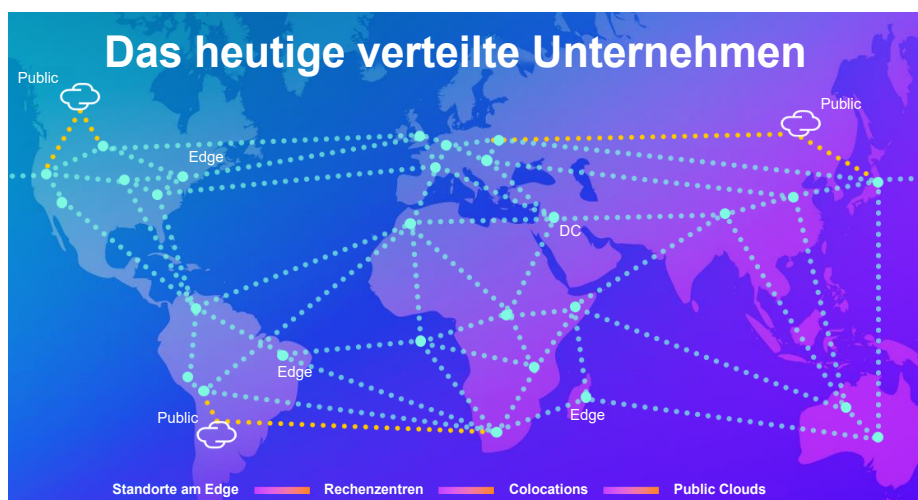 Das heutige verteilte Unternehmen
Public
Public
Edge
DC
Edge
Edge
Public
Standorte am Edge Rechenzentren Colocations Public Clouds